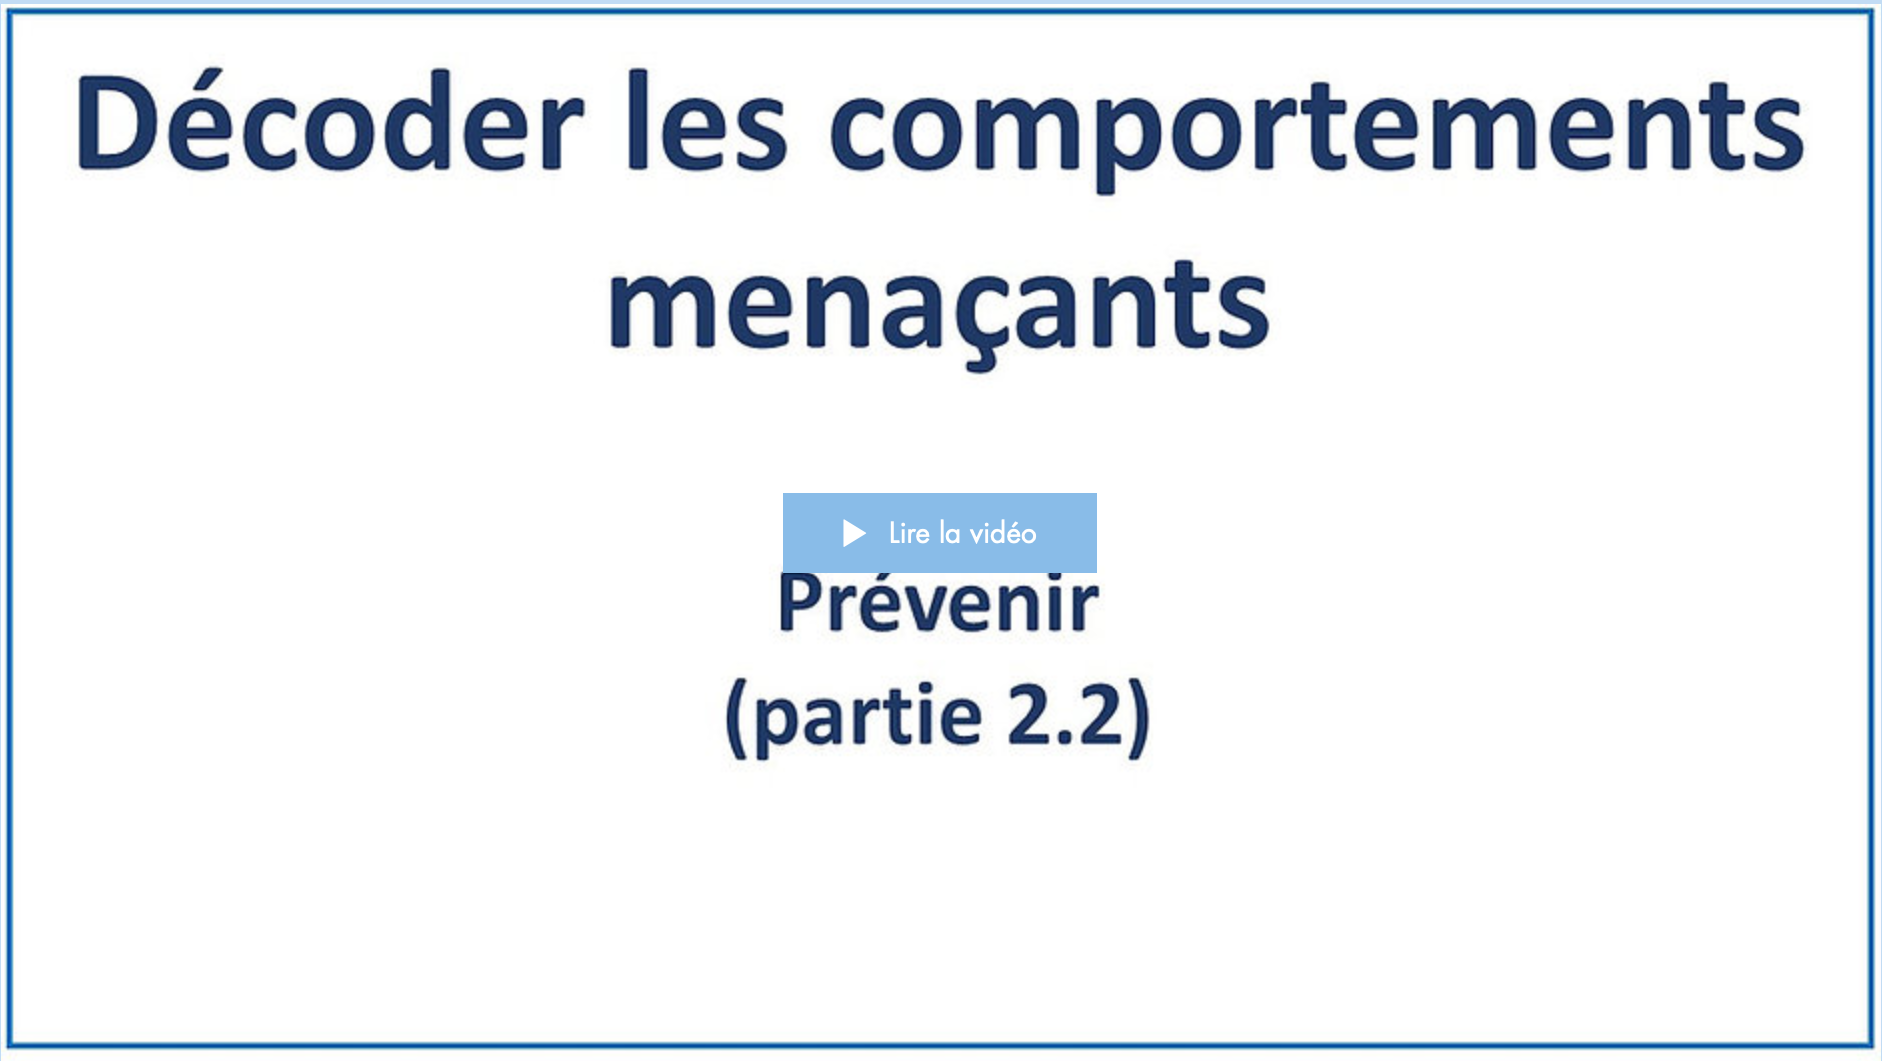 Décoder les comportements
menaçants
Lire la vidéo
Prévenir
(partie 2.2)